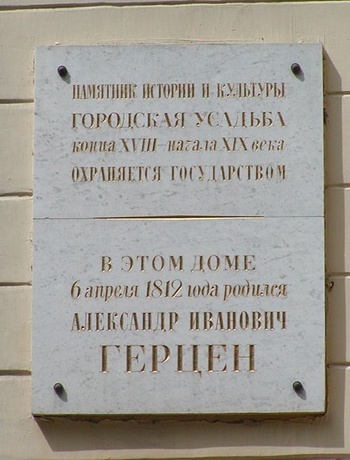 ПАМЯТНИК ИСТОРИИ И КУЛЬТУРЫ
ГОРОДСКАЯ УСАДЬБА
конца XVIII – начала XIX века
ОХРАНЯЕТСЯ ГОСУДАРСТВОМ
В ЭТОМ ДОМЕ
6 апреля 1812 года родился
АЛЕКСАНДР ИВАНОВИЧ
ГЕРЦЕН